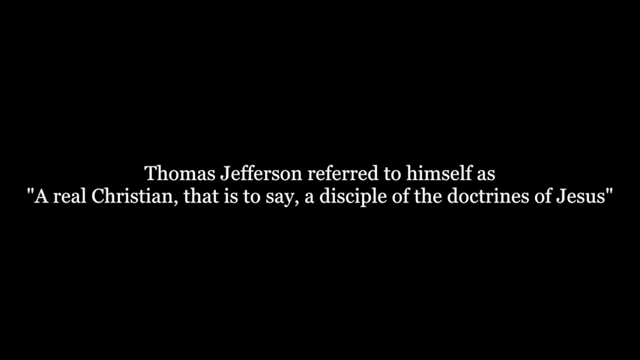 Thomas Jefferson referred to himself as
"A real Christian, that is to say, a disciple of the doctrines of Jesus"